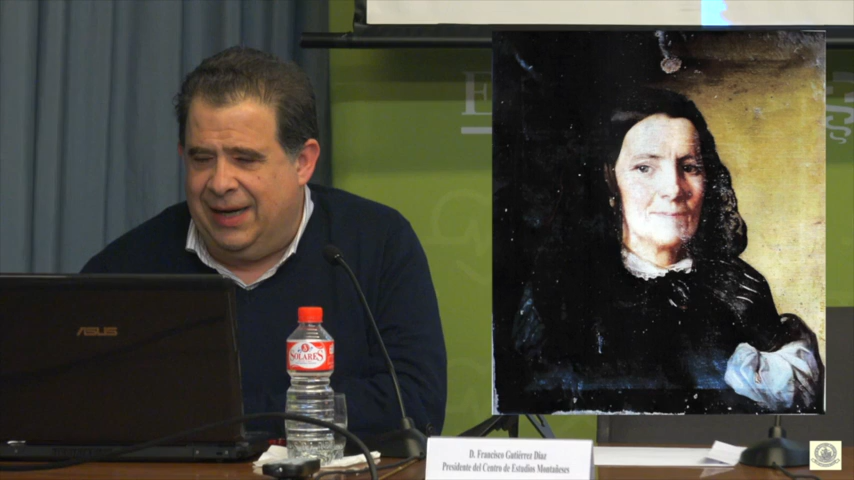 ASUS
SOLARES
D. Francisco Gutiérrez Díaz
Presidente del Centro de Estudios Montañeses